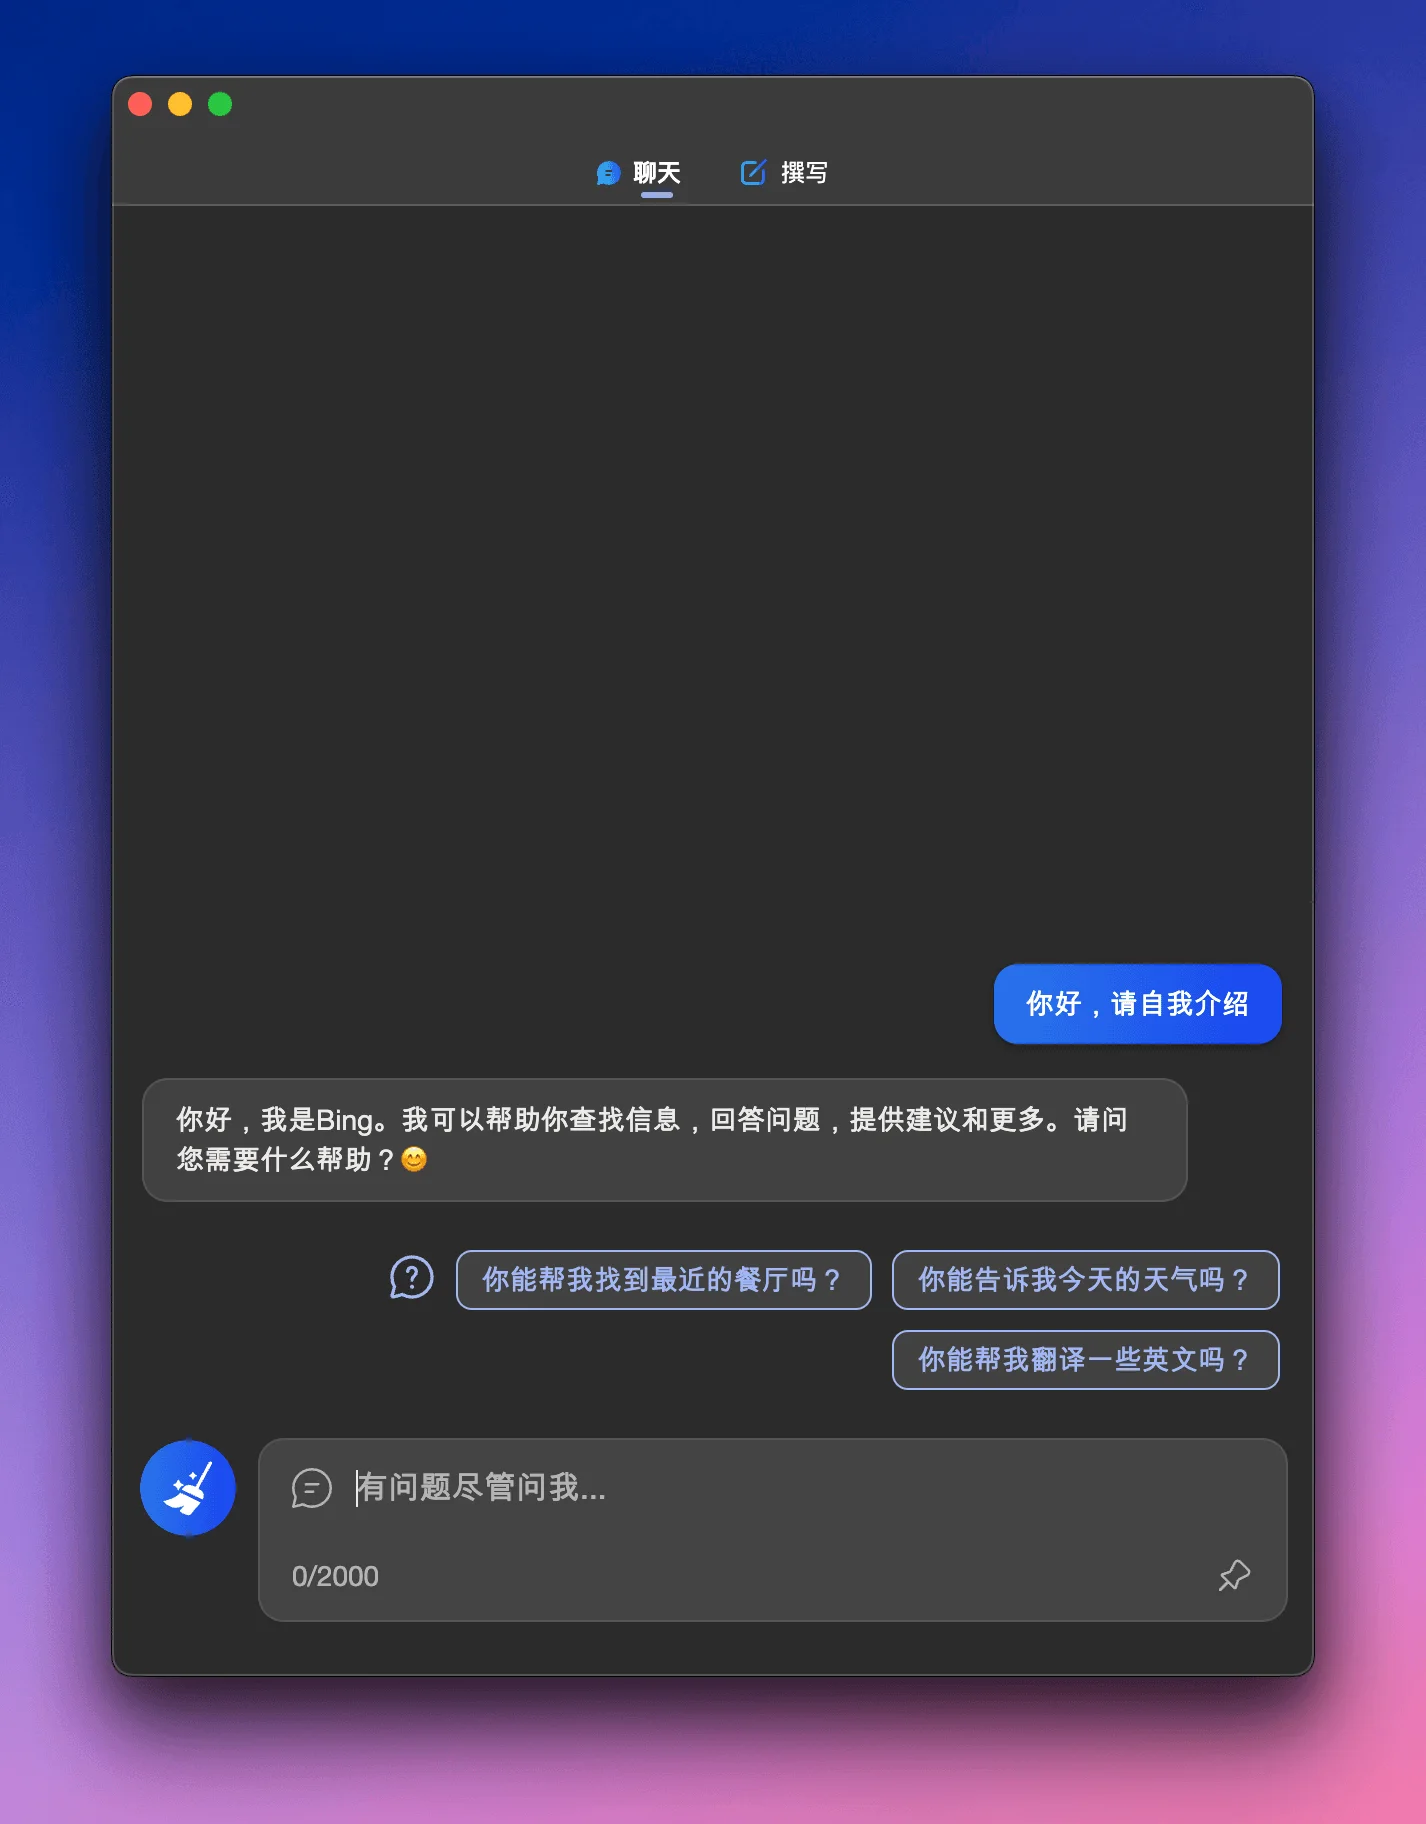 聊天
撰写
你好，请自我介绍
你好，我是Bing。我可以帮助你查找信息，回答问题，提供建议和更多。请问
您需要什么帮助？😊
你能帮我找到最近的餐厅吗？
你能告诉我今天的天气吗？
你能帮我翻译一些英文吗？
有问题尽管问我...
0/2000